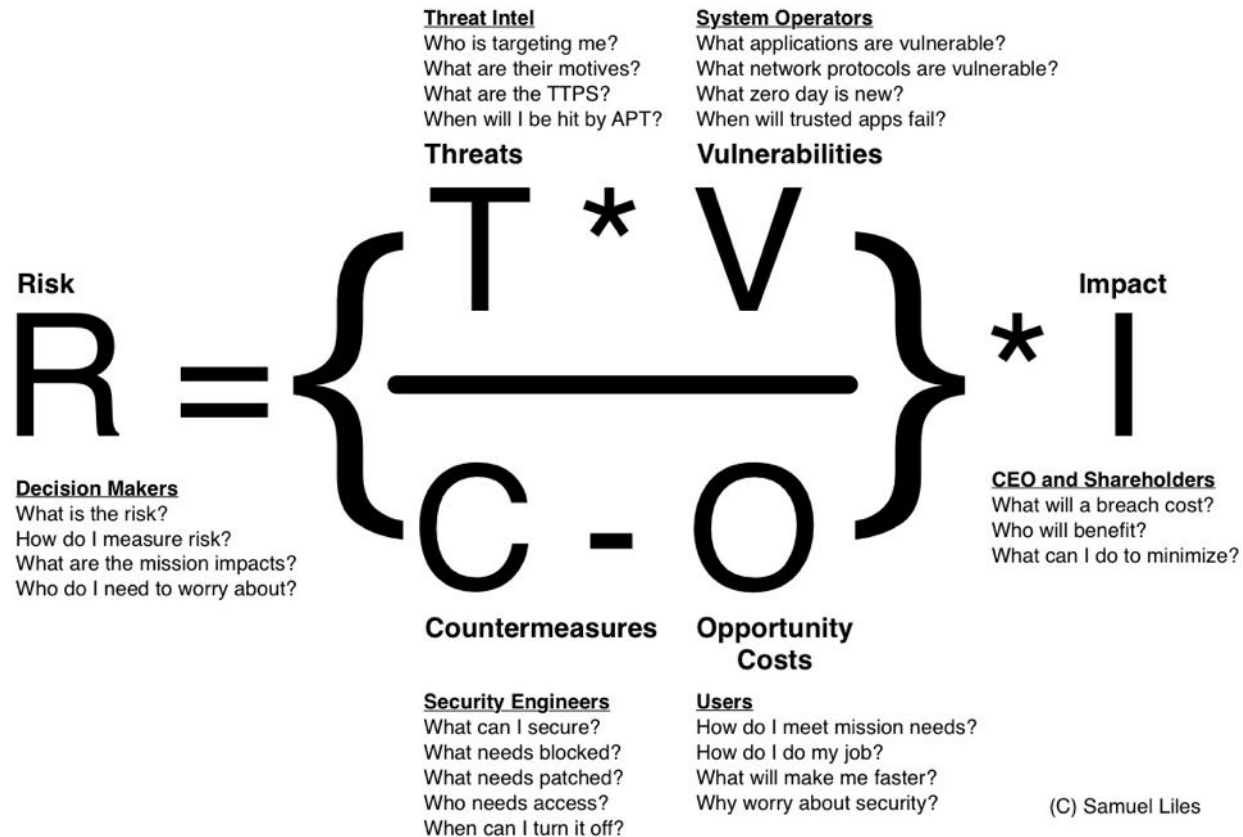 Threat Intel
Who is targeting me?
What are their motives?
What are the TTPS?
When will I be hit by APT?
Threats
System Operators
What applications are vulnerable?
What network protocols are vulnerable?
What zero day is new?
When will trusted apps fail?
Vulnerabilities
Risk
R = { T * V
C - O } * I
Impact
Decision Makers
What is the risk?
How do I measure risk?
What are the mission impacts?
Who do I need to worry about?
CEO and Shareholders
What will a breach cost?
Who will benefit?
What can I do to minimize?
Countermeasures
Security Engineers
What can I secure?
What needs blocked?
What needs patched?
Who needs access?
When can I turn it off?
Opportunity
Costs
Users
How do I meet mission needs?
How do I do my job?
What will make me faster?
Why worry about security?
(C) Samuel Liles